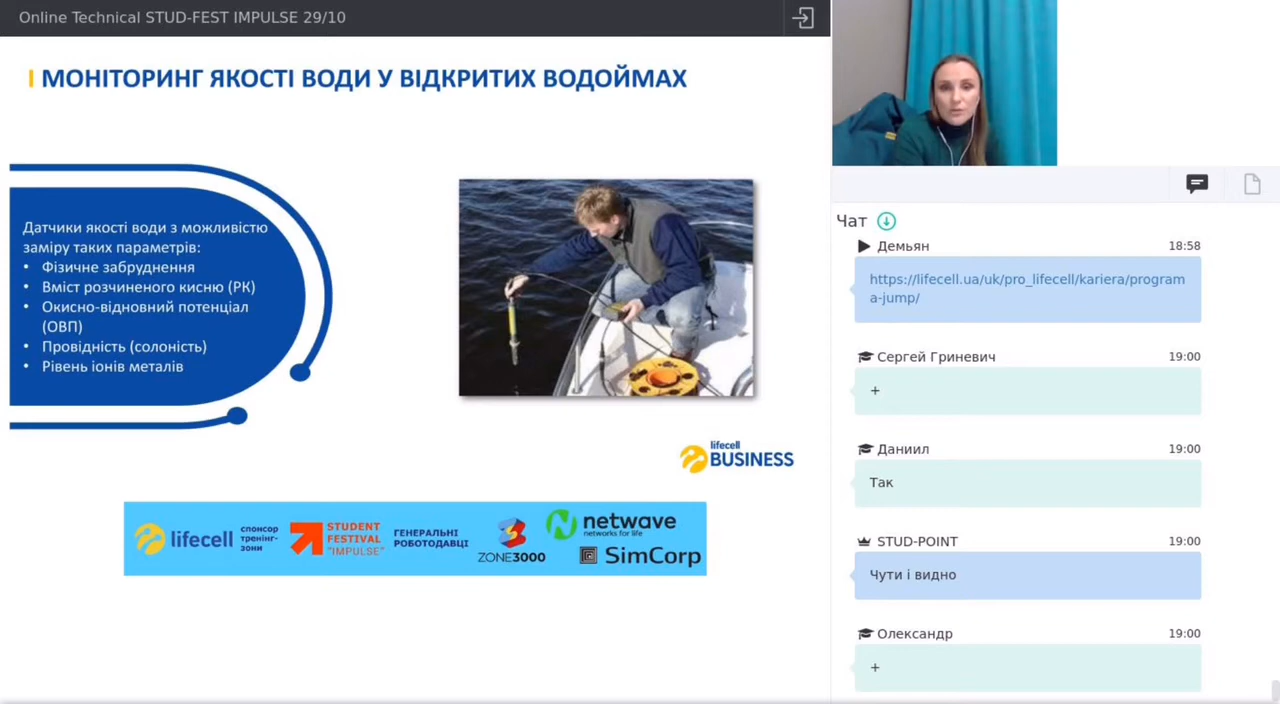 Online Technical STUD-FEST IMPULSE 29/10
МОНІТОРИНГ ЯКОСТІ ВОДИ У ВІДКРИТИХ ВОДОЙМАХ
Датчики якості води з можливістю
заміру таких параметрів:
• Фізичне забруднення
• Вміст розчиненого кисню (РК)
• Окисно-відновний потенціал
(ОВП)
• Провідність (солоність)
• Рівень іонів металів
lifecell
BUSINESS
lifecell
спонсор
тренінг-
зони
STUDENT
FESTIVAL
"IMPULSE"
ГЕНЕРАЛЬНІ
РОБОТОДАВЦІ
ZONE3000
netwave
networks for life
SimCorp
Чат
Демьян 18:58
https://lifecell.ua/uk/pro_lifecell/kariera/program
a-jump/
Сергей Гриневич 19:00
+
Даниил 19:00
Так
STUD-POINT 19:00
Чути і видно
Олександр 19:00
+